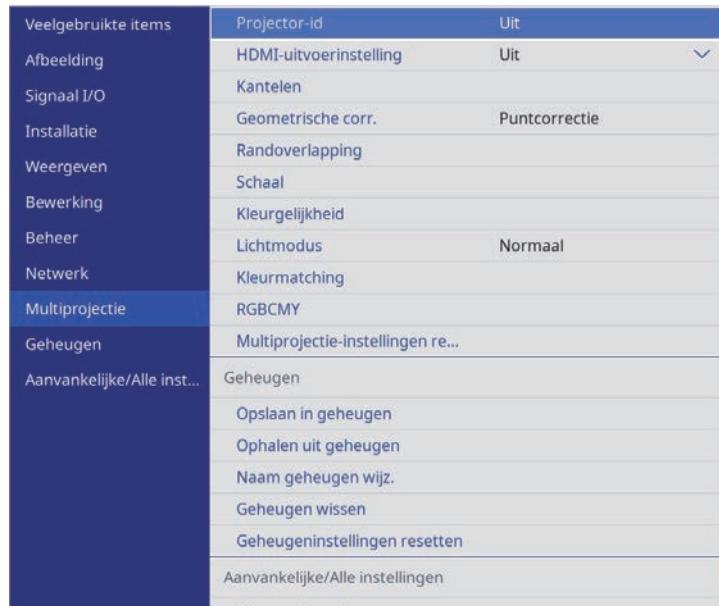 Veelgebruikte items
Afbeelding
Signaal I/O
Installatie
Weergeven
Bewerking
Beheer
Netwerk
Multiprojectie
Geheugen
Aanvankelijke/Alle inst...
Projector-id Uit
HDMI-uitvoerinstelling Uit
Kantelen
Geometrische corr. Puntcorrectie
Randoverlapping
Schaal
Kleurgelijkheid
Lichtmodus Normaal
Kleurmatching
RGBCMY
Multiprojectie-instellingen re...
Geheugen
Opslaan in geheugen
Ophalen uit geheugen
Naam geheugen wijz.
Geheugen wissen
Geheugeninstellingen resetten
Aanvankelijke/Alle instellingen